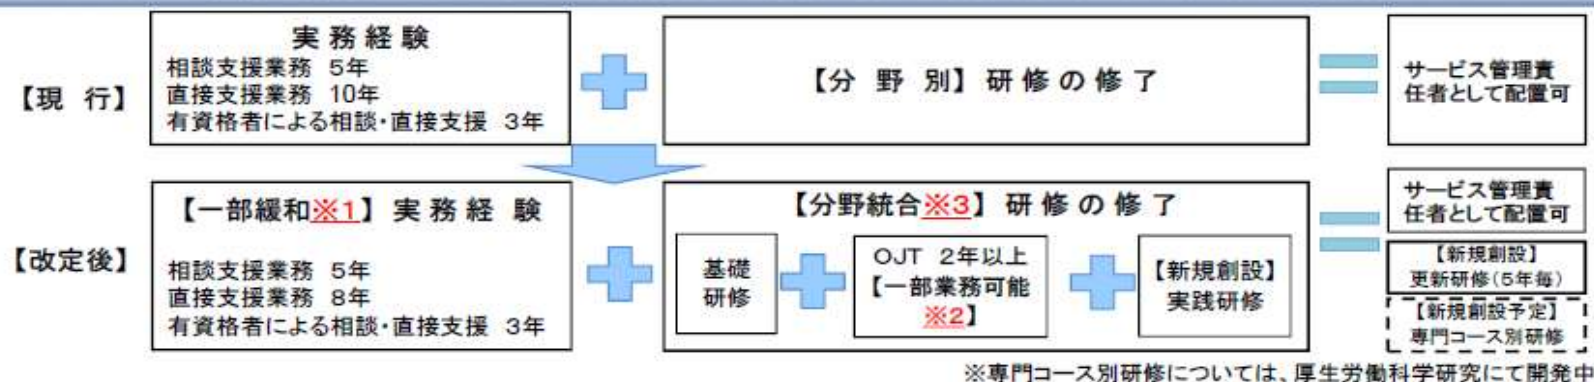 【現 行】
実 務 経 験
相談支援業務 5年
直接支援業務 10年
有資格者による相談・直接支援 3年
【分 野 別】 研 修 の 修 了
サービス管理責
任者として配置可
【改定後】
【一部緩和※1】 実 務 経 験
相談支援業務 5年
直接支援業務 8年
有資格者による相談・直接支援 3年
【分野統合※3】 研 修 の 修 了
基礎
研修
OJT 2年以上
【一部業務可能
※2】
【新規創設】
実践研修
サービス管理責
任者として配置可
【新規創設】
更新研修(5年毎)
【新規創設予定】
専門コース別研修
※専門コース別研修については、厚生労働科学研究にて開発中